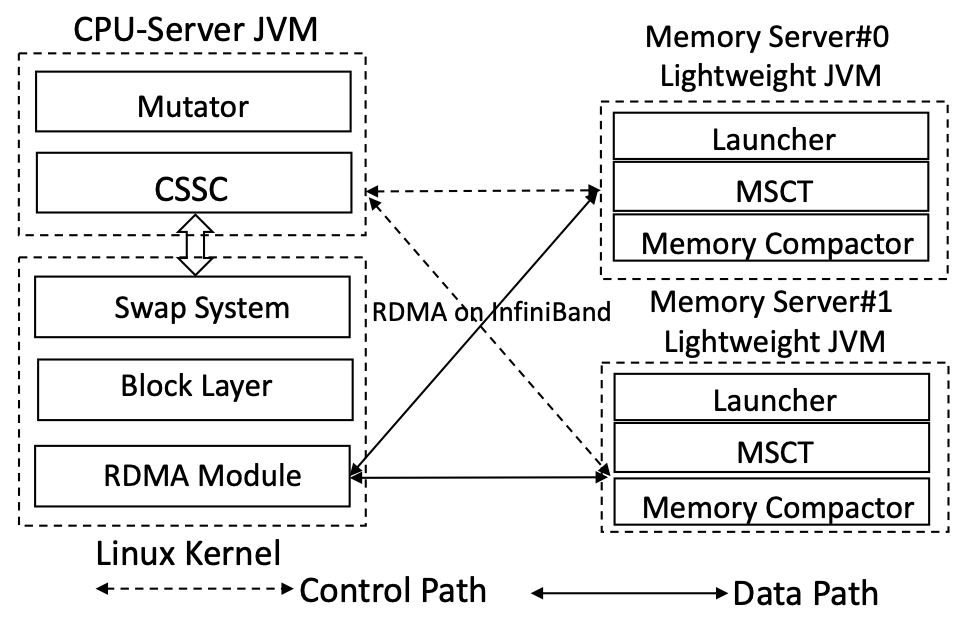 CPU-Server JVM
Mutator
CSSC
Swap System
Block Layer
RDMA Module
Linux Kernel
RDMA on InfiniBand
Memory Server#0
Lightweight JVM
Launcher
MSCT
Memory Compactor
Memory Server#1
Lightweight JVM
Launcher
MSCT
Memory Compactor
Control Path
Data Path